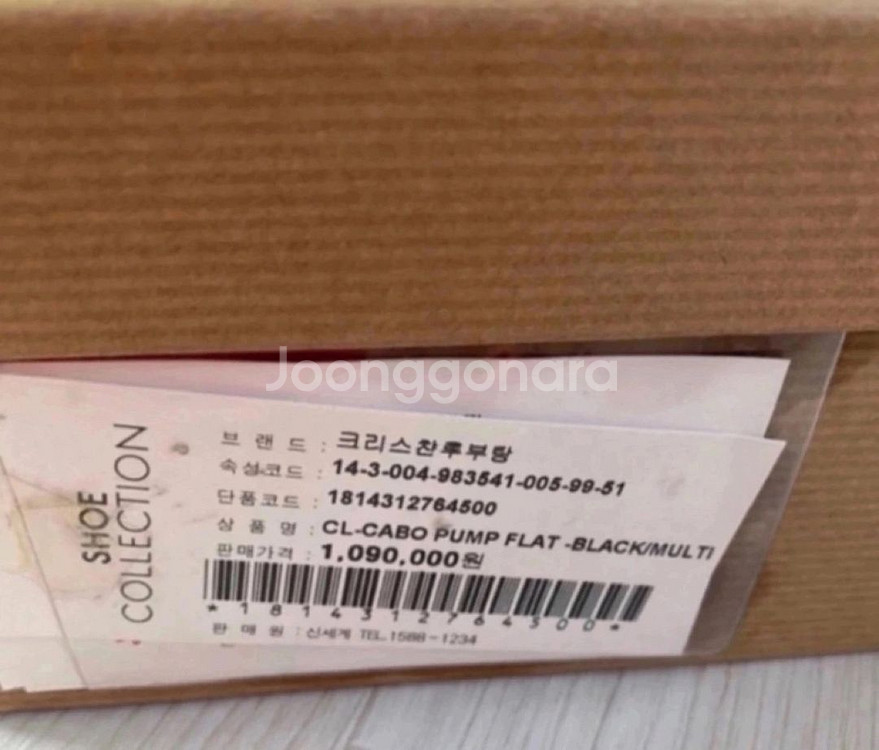 Joonggonara
SHOE
COLLECTION
브 랜 드 : 크리스찬루부탕
속성코드 : 14-3-004-983541-005-99-51
단품코드 : 1814312764500
상 품 명 : CL-CABO PUMP FLAT -BLACK/MULTI
판매가격 : 1,090,000원
*1814312764500*
판 매 원 : 신세계 TEL.1588-1234